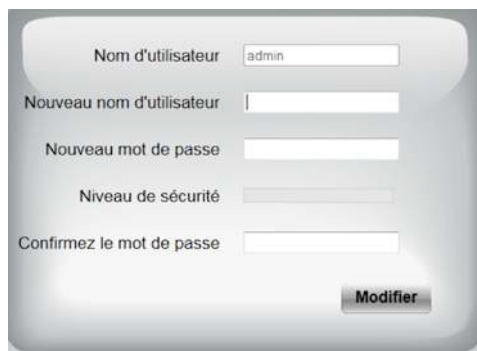 Nom d'utilisateur admin
Nouveau nom d'utilisateur
Nouveau mot de passe
Niveau de sécurité
Confirmez le mot de passe
Modifier